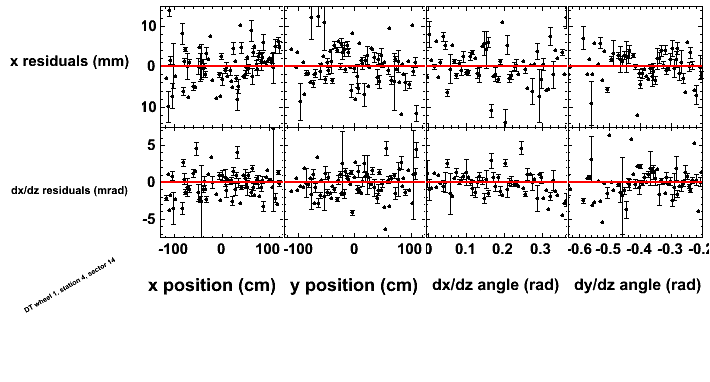 10
x residuals (mm) 0
10
5
dx/dz residuals (mrad) 0
-5
-100 0 100 -100 0 100 0 0.1 0.2 0.3 -0.6 -0.5 -0.4 -0.3 -0.2
x position (cm) y position (cm) dx/dz angle (rad) dy/dz angle (rad)
DT wheel 1, station 4, sector 14